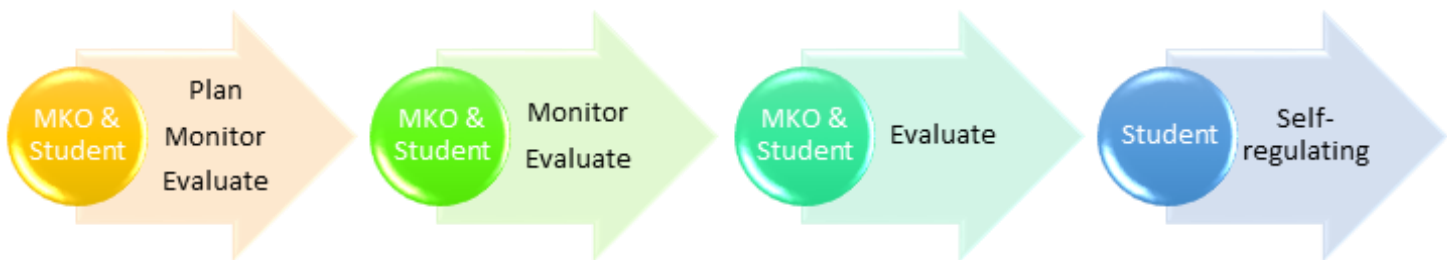 MKO &
Student
Plan
Monitor
Evaluate
MKO &
Student
Monitor
Evaluate
MKO &
Student
Evaluate
Student
Self-
regulating